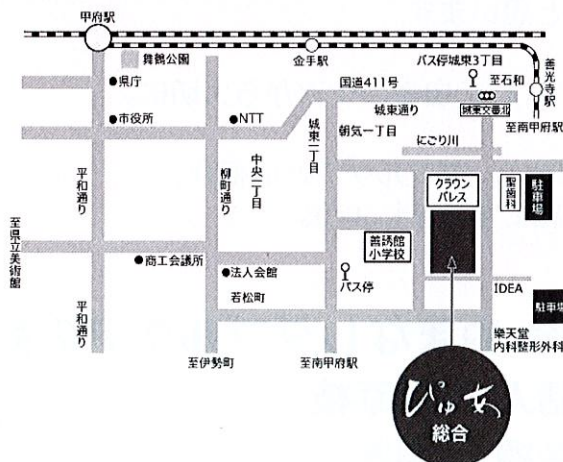 甲府駅
舞鶴公園
金手駅
バス停城東3丁目
善光寺駅
県庁
国道411号
至石和
市役所
NTT
城東通り
城東交番北
至南甲府駅
城東一丁目
朝気一丁目
にごり川
平和通り
柳町通り
中央一丁目
クラウンパレス
聖歯科
駐車場
至県立美術館
商工会議所
善誘館
小学校
法人会館
バス停
若松町
IDEA
駐車場
平和通り
至伊勢町
至南甲府駅
樂天堂
内科整形外科
ぴゅあ
総合